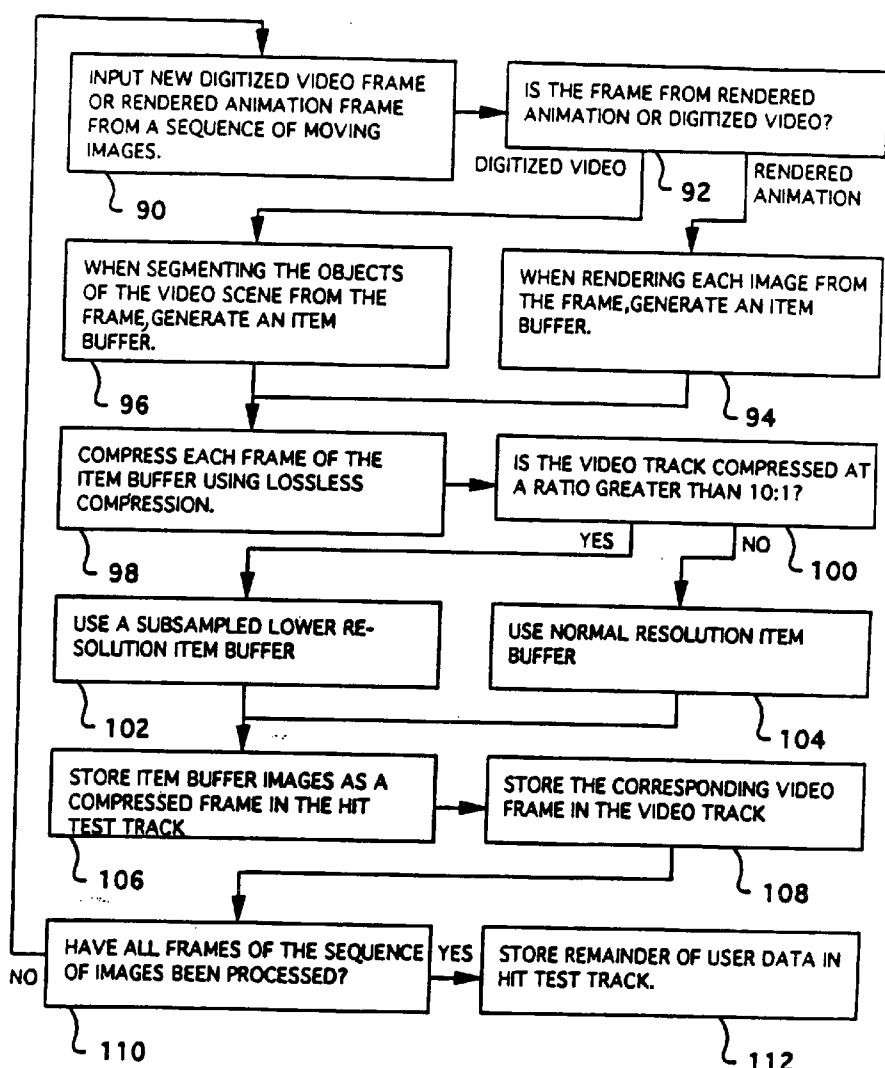 INPUT NEW DIGITIZED VIDEO FRAME
OR RENDERED ANIMATION FRAME
FROM A SEQUENCE OF MOVING
IMAGES.
90
IS THE FRAME FROM RENDERED
ANIMATION OR DIGITIZED VIDEO?
DIGITIZED VIDEO
92
RENDERED
ANIMATION
WHEN SEGMENTING THE OBJECTS
OF THE VIDEO SCENE FROM THE
FRAME,GENERATE AN ITEM
BUFFER.
96
WHEN RENDERING EACH IMAGE FROM
THE FRAME,GENERATE AN ITEM
BUFFER.
94
COMPRESS EACH FRAME OF THE
ITEM BUFFER USING LOSSLESS
COMPRESSION.
98
IS THE VIDEO TRACK COMPRESSED AT
A RATIO GREATER THAN 10:1?
YES
NO
100
USE A SUBSAMPLED LOWER RE-
SOLUTION ITEM BUFFER
102
USE NORMAL RESOLUTION ITEM
BUFFER
104
STORE ITEM BUFFER IMAGES AS A
COMPRESSED FRAME IN THE HIT
TEST TRACK
106
STORE THE CORRESPONDING VIDEO
FRAME IN THE VIDEO TRACK
108
HAVE ALL FRAMES OF THE SEQUENCE
OF IMAGES BEEN PROCESSED?
NO
YES
110
STORE REMAINDER OF USER DATA IN
HIT TEST TRACK.
112